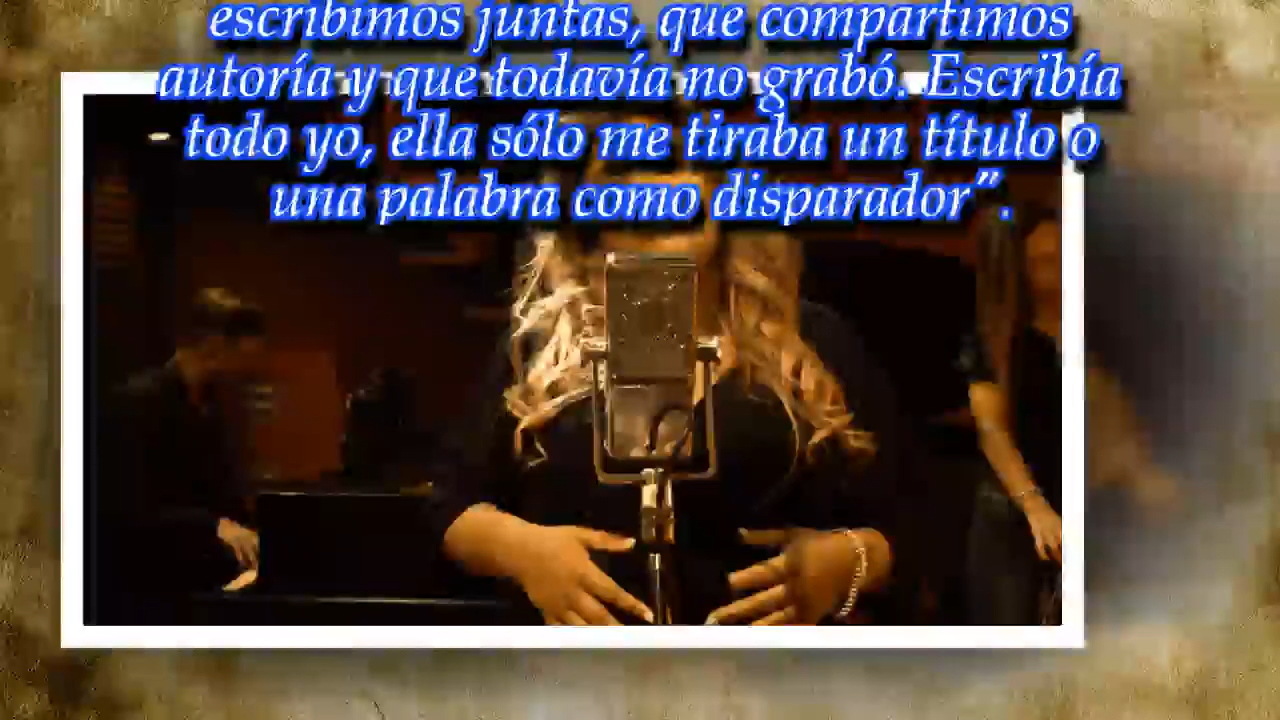 escribimos juntas, que compartimos
autoría y que todavía no grabó. Escribía
todo yo, ella sólo me tiraba un título o
una palabra como disparador”.